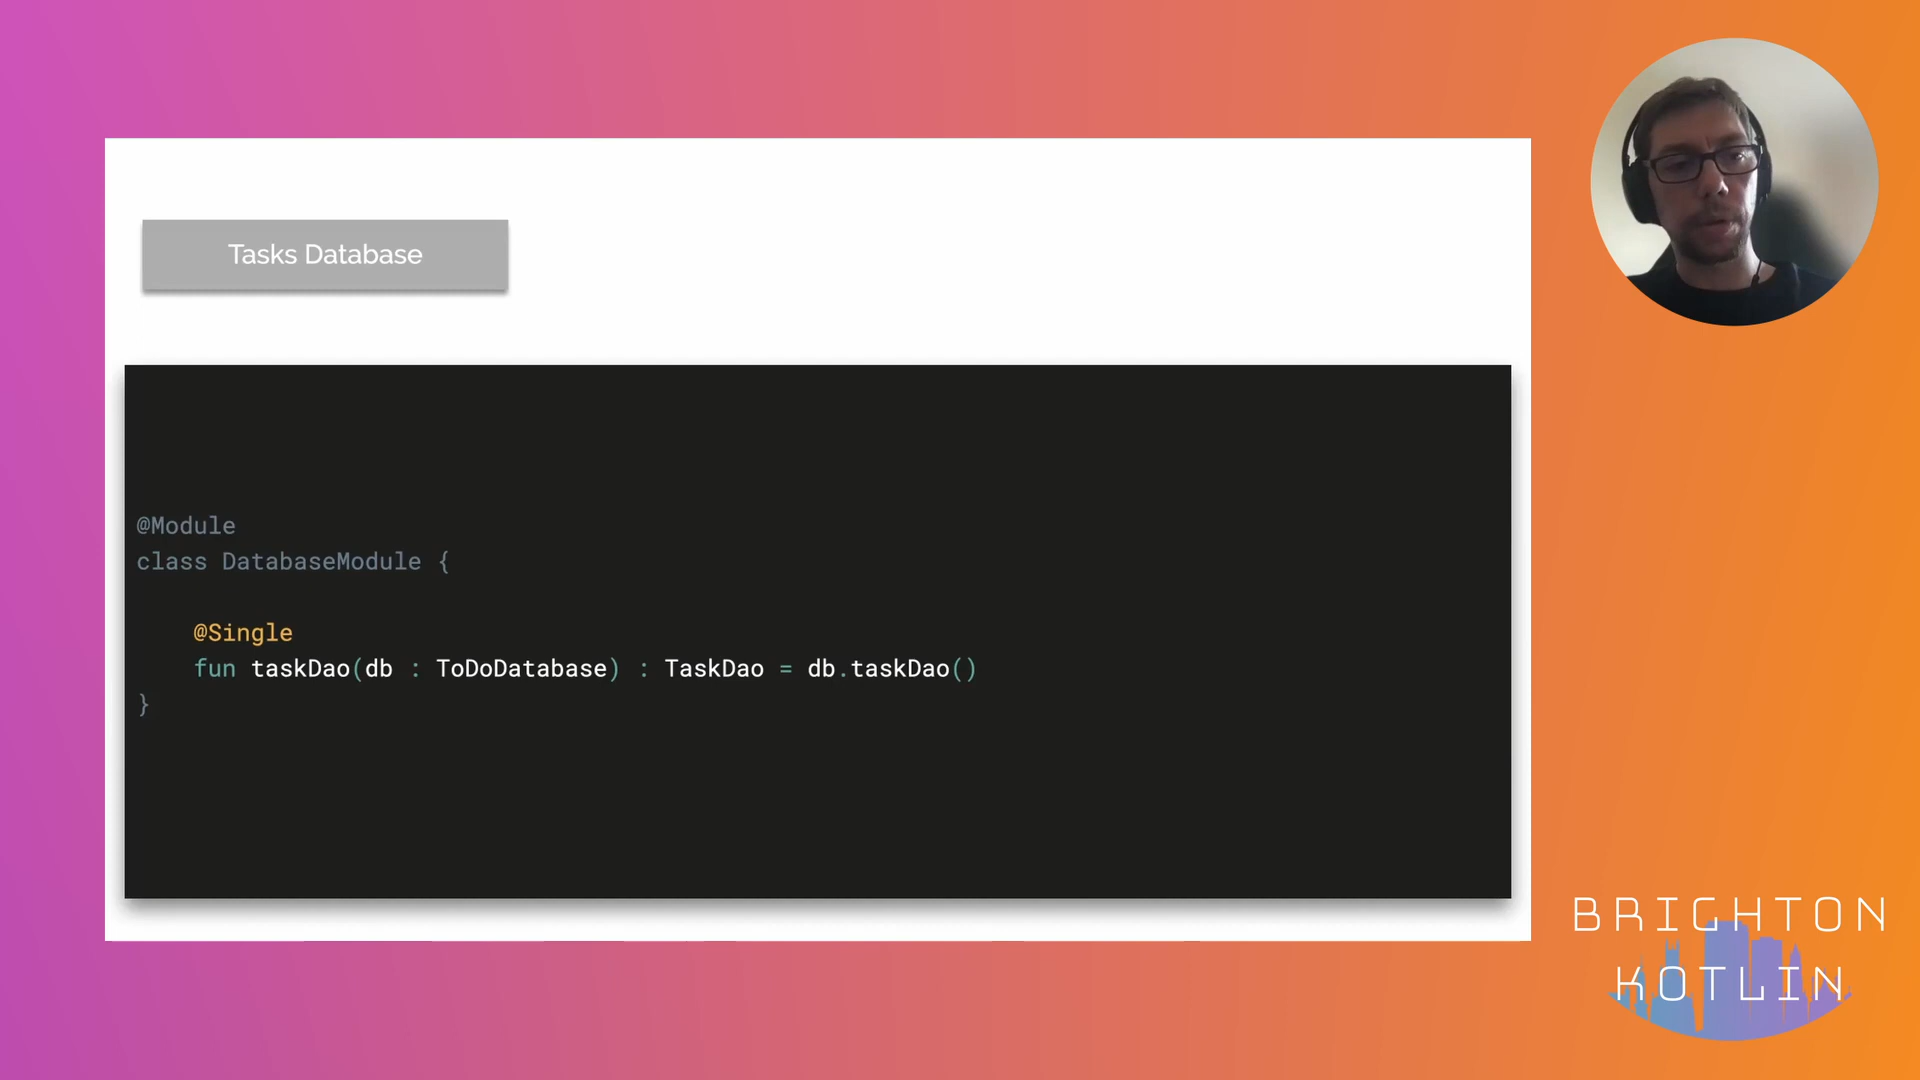 Tasks Database
@Module
class DatabaseModule {
@Single
fun taskDao(db : ToDoDatabase) : TaskDao = db.taskDao()
}
BRIGHTON
KOTLIN